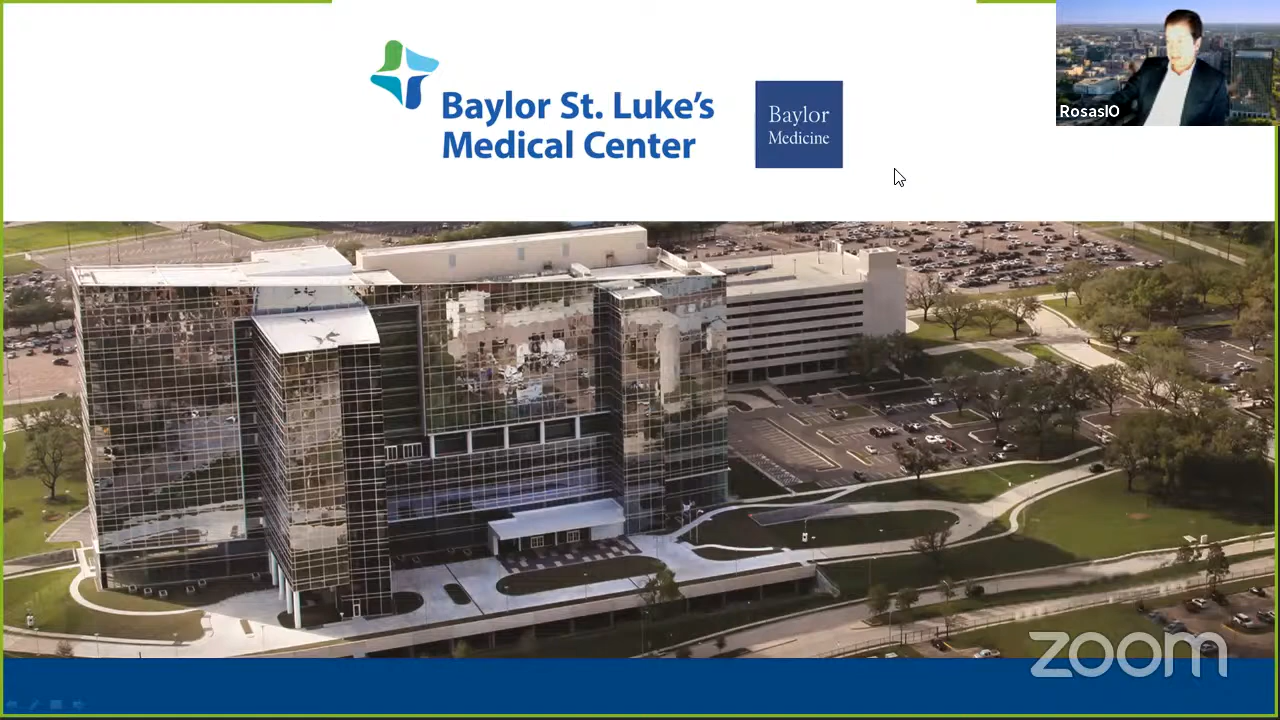 Baylor St. Luke's
Medical Center
Baylor
Medicine
RosasIO
zoom